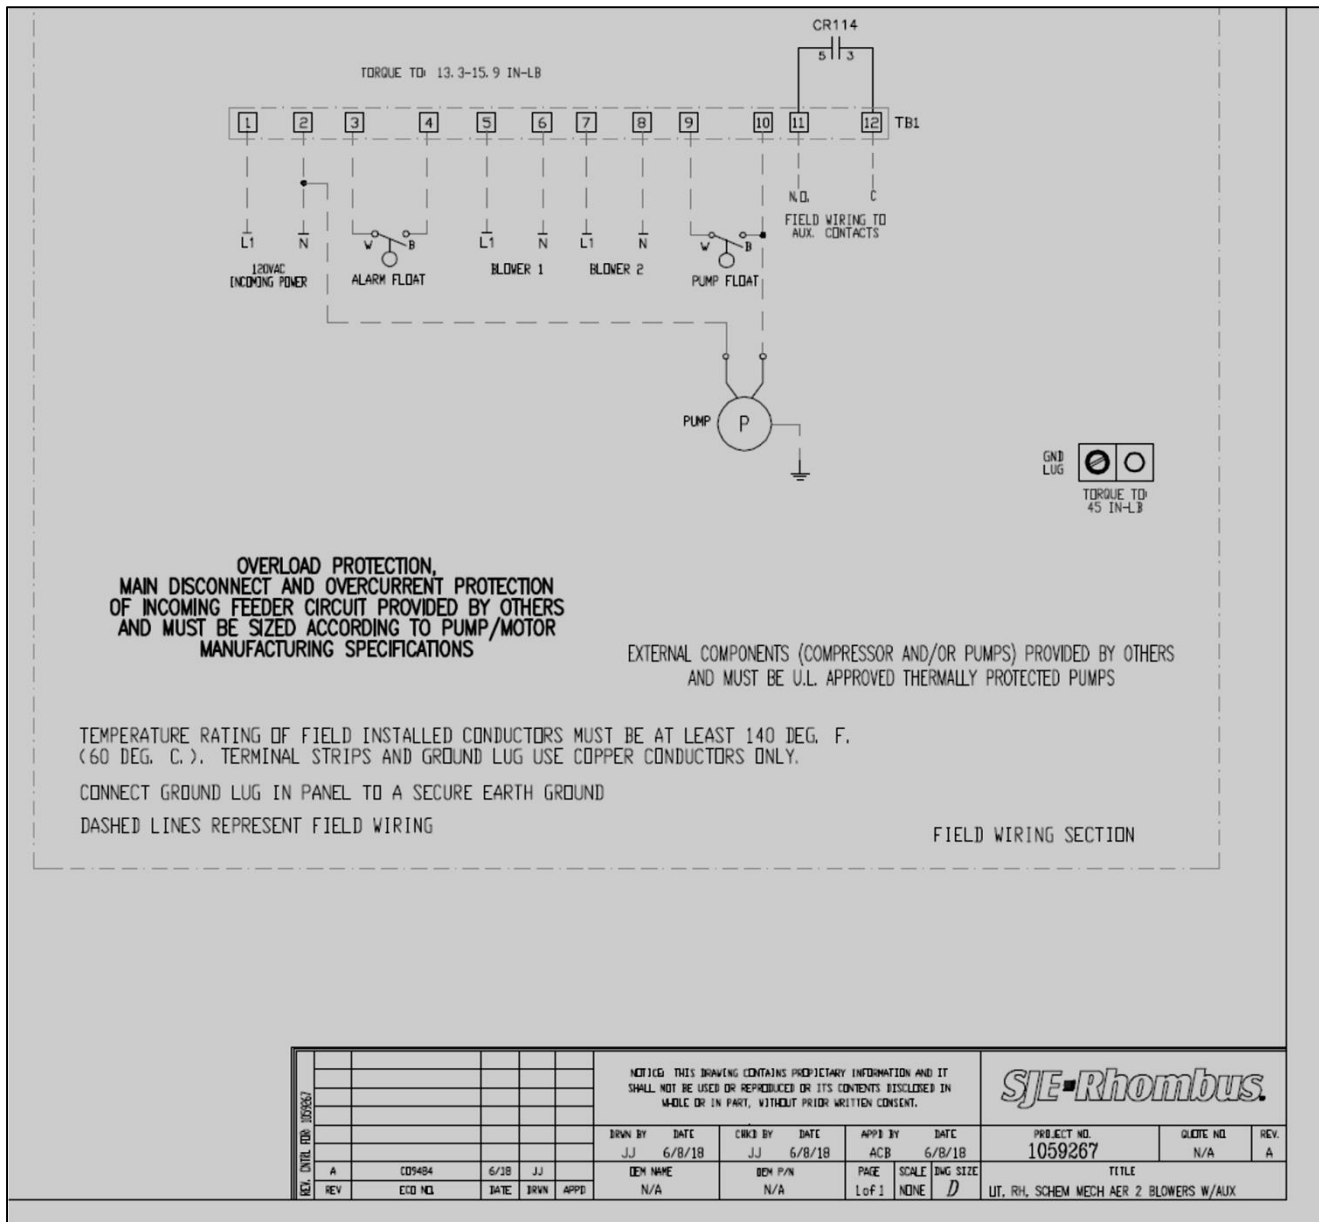 CR114
5 3
TORQUE TO: 13.3-15.9 IN-LB
1 2 3 4 5 6 7 8 9 10 11 12 TB1
N.O. C
FIELD WIRING TO
AUX. CONTACTS
L1 N W B L1 N L1 N W B
120VAC
INCOMING POWER
ALARM FLOAT
BLOWER 1
BLOWER 2
PUMP FLOAT
PUMP P
GND
LUG
TORQUE TO:
45 IN-LB
OVERLOAD PROTECTION,
MAIN DISCONNECT AND OVERCURRENT PROTECTION
OF INCOMING FEEDER CIRCUIT PROVIDED BY OTHERS
AND MUST BE SIZED ACCORDING TO PUMP/MOTOR
MANUFACTURING SPECIFICATIONS
EXTERNAL COMPONENTS (COMPRESSOR AND/OR PUMPS) PROVIDED BY OTHERS
AND MUST BE U.L. APPROVED THERMALLY PROTECTED PUMPS
TEMPERATURE RATING OF FIELD INSTALLED CONDUCTORS MUST BE AT LEAST 140 DEG. F.
(60 DEG. C.). TERMINAL STRIPS AND GROUND LUG USE COPPER CONDUCTORS ONLY.
CONNECT GROUND LUG IN PANEL TO A SECURE EARTH GROUND
DASHED LINES REPRESENT FIELD WIRING
FIELD WIRING SECTION
REV. CNTRL FOR: 1059267
A CO9484 6/18 JJ
REV ECO NO. DATE DRWN APPD
NOTICE: THIS DRAWING CONTAINS PROPIETARY INFORMATION AND IT
SHALL NOT BE USED OR REPRODUCED OR ITS CONTENTS DISCLOSED IN
WHOLE OR IN PART, WITHOUT PRIOR WRITTEN CONSENT.
SJE-Rhombus.
DRWN BY DATE CHKD BY DATE APPD BY DATE
JJ 6/8/18 JJ 6/8/18 ACB 6/8/18
PROJECT NO. QUOTE NO. REV.
1059267 N/A A
OEM NAME OEM P/N PAGE SCALE DWG SIZE
N/A N/A 1 of 1 NONE D
TITLE
LIT, RH, SCHEM MECH AER 2 BLOWERS W/AUX